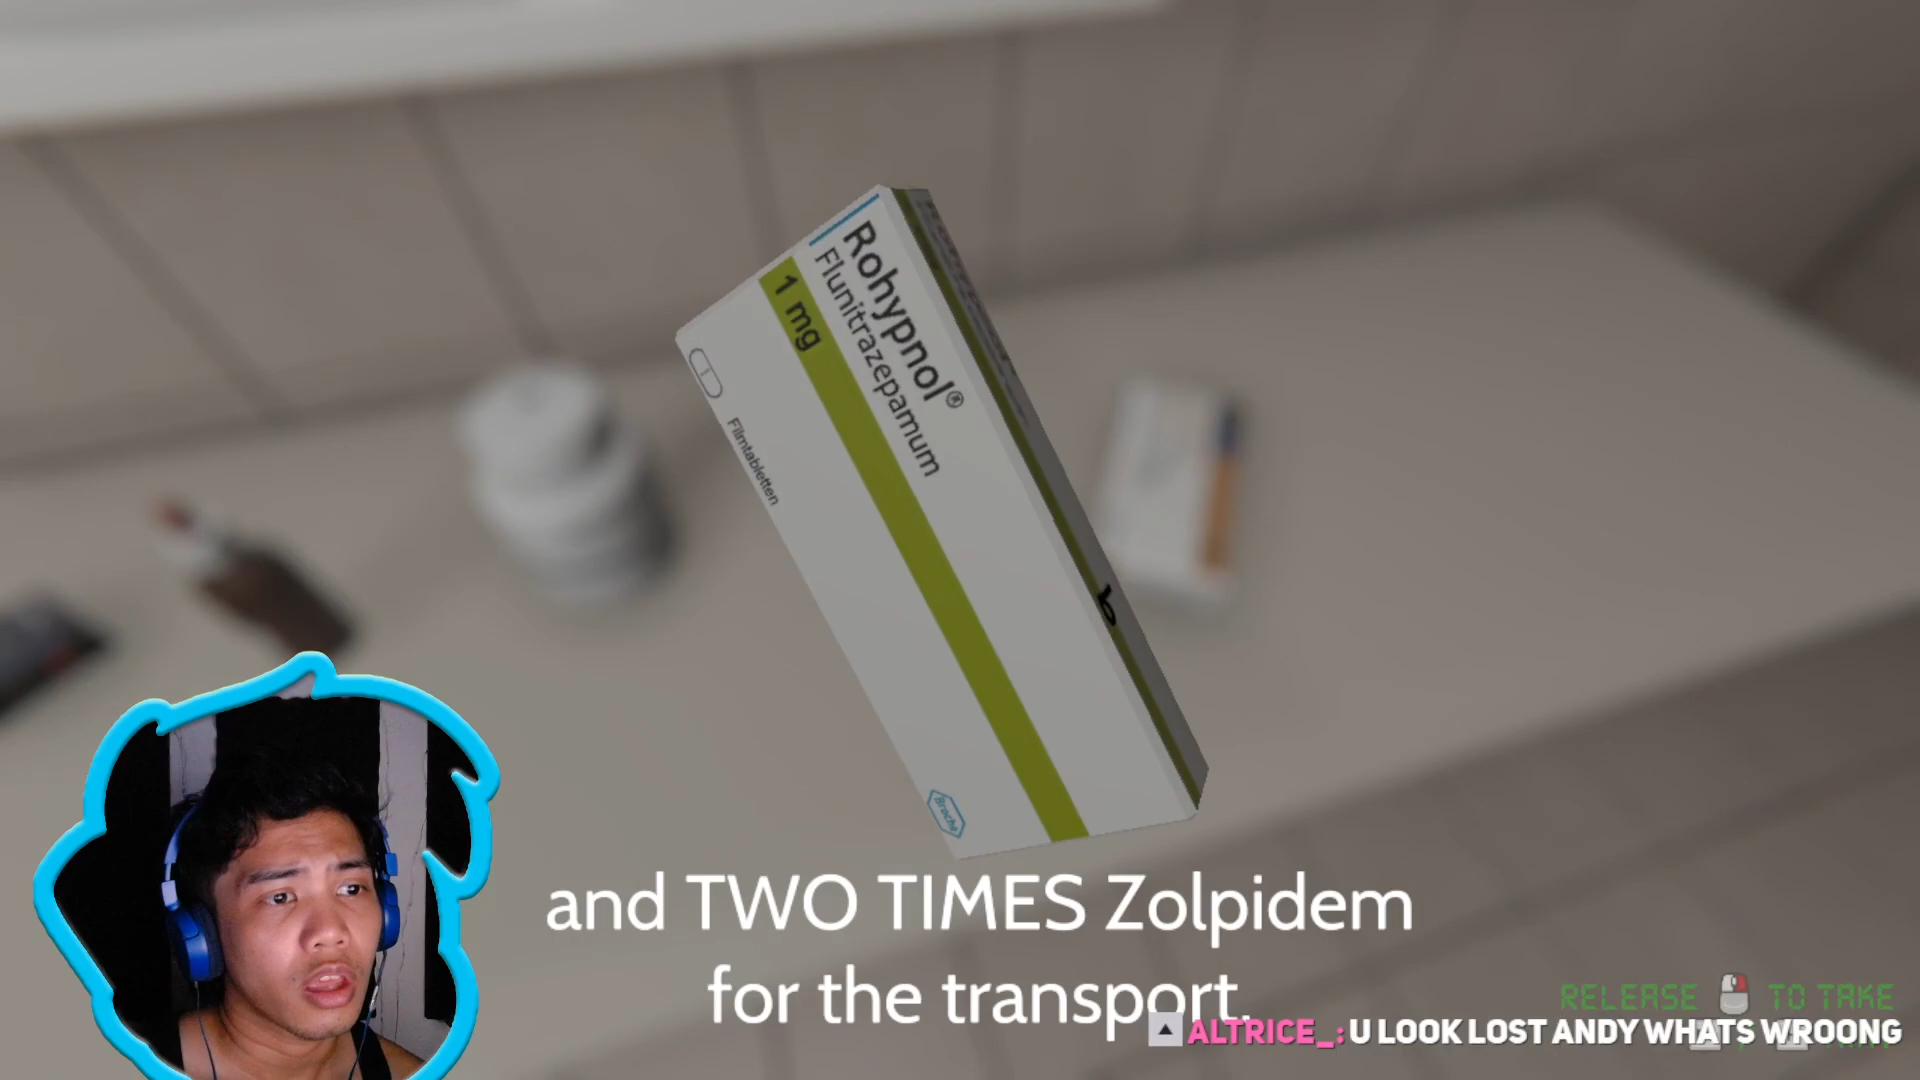 Rohypnol®
Flunitrazepamum
1 mg
Filmtabletten
Broche
b
and TWO TIMES Zolpidem
for the transport.
RELEASE TO TAKE
ALTRICE_: U LOOK LOST ANDY WHATS WROONG